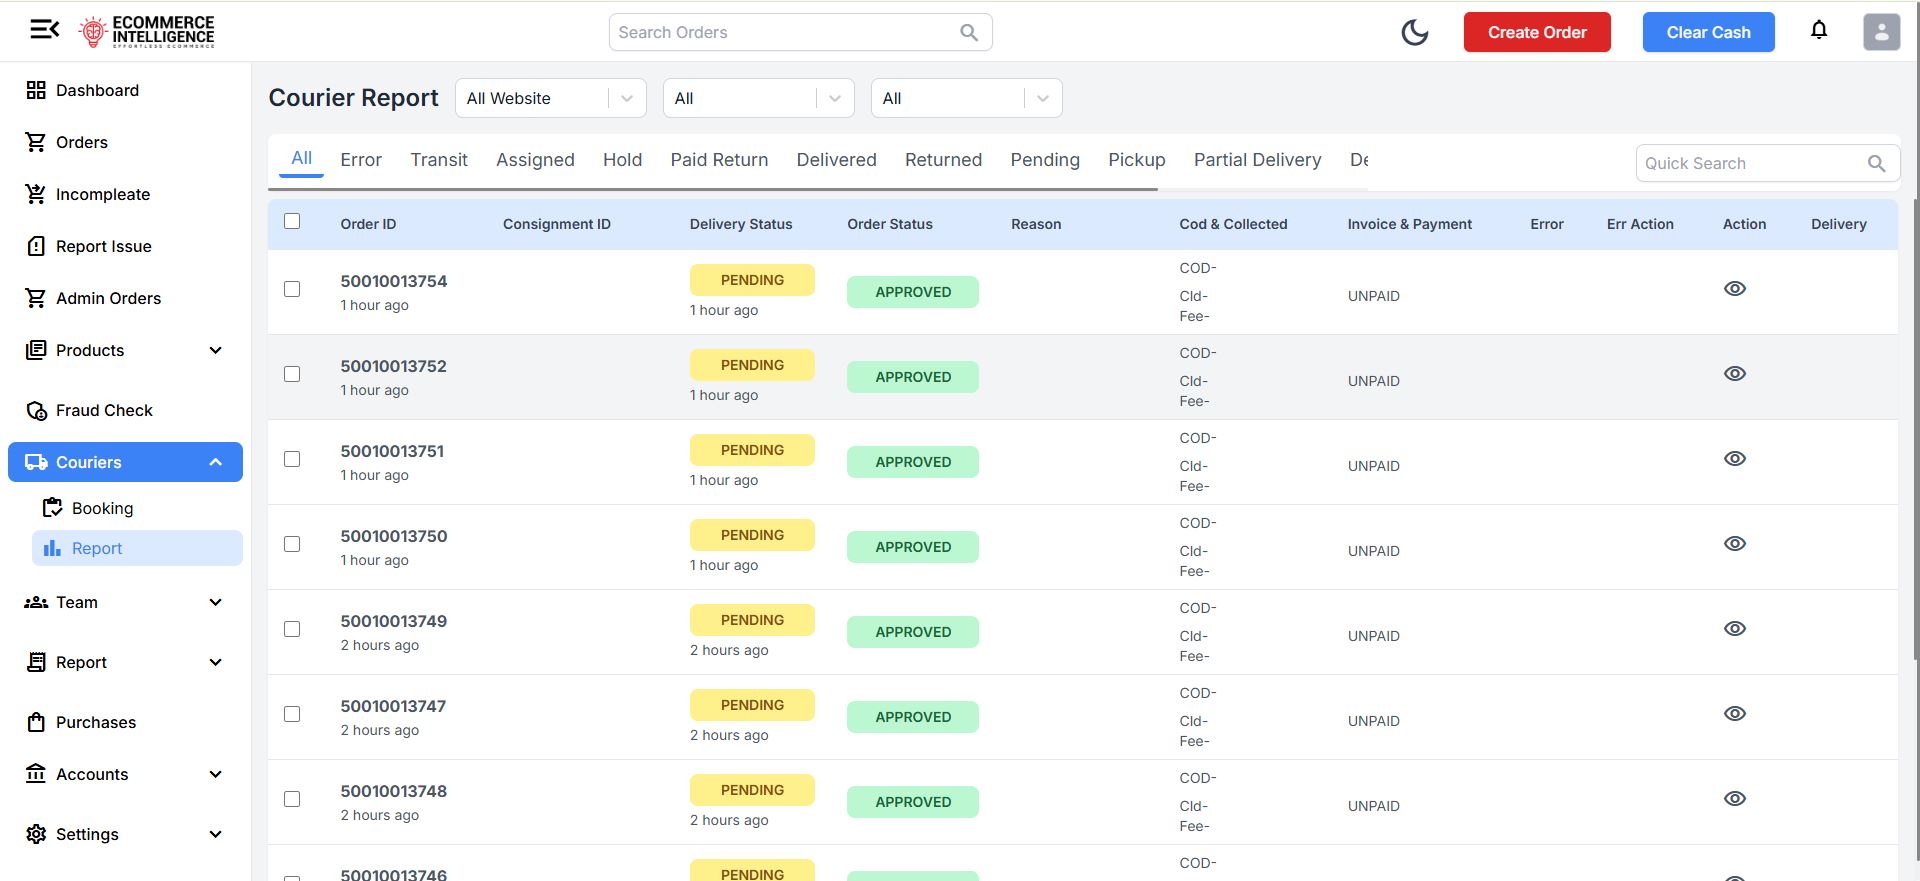 ECOMMERCE
INTELLIGENCE
EFFORTLESS ECOMMERCE
Search Orders
Create Order
Clear Cash
Dashboard
Orders
Incompleate
Report Issue
Admin Orders
Products
Fraud Check
Couriers
Booking
Report
Team
Report
Purchases
Accounts
Settings
Courier Report
All Website
All
All
All Error Transit Assigned Hold Paid Return Delivered Returned Pending Pickup Partial Delivery De
Quick Search
Order ID Consignment ID Delivery Status Order Status Reason Cod & Collected Invoice & Payment Error Err Action Action Delivery
50010013754
1 hour ago
PENDING
1 hour ago
APPROVED
COD-
Cld-
Fee-
UNPAID
50010013752
1 hour ago
PENDING
1 hour ago
APPROVED
COD-
Cld-
Fee-
UNPAID
50010013751
1 hour ago
PENDING
1 hour ago
APPROVED
COD-
Cld-
Fee-
UNPAID
50010013750
1 hour ago
PENDING
1 hour ago
APPROVED
COD-
Cld-
Fee-
UNPAID
50010013749
2 hours ago
PENDING
2 hours ago
APPROVED
COD-
Cld-
Fee-
UNPAID
50010013747
2 hours ago
PENDING
2 hours ago
APPROVED
COD-
Cld-
Fee-
UNPAID
50010013748
2 hours ago
PENDING
2 hours ago
APPROVED
COD-
Cld-
Fee-
UNPAID
50010013746
PENDING
COD-